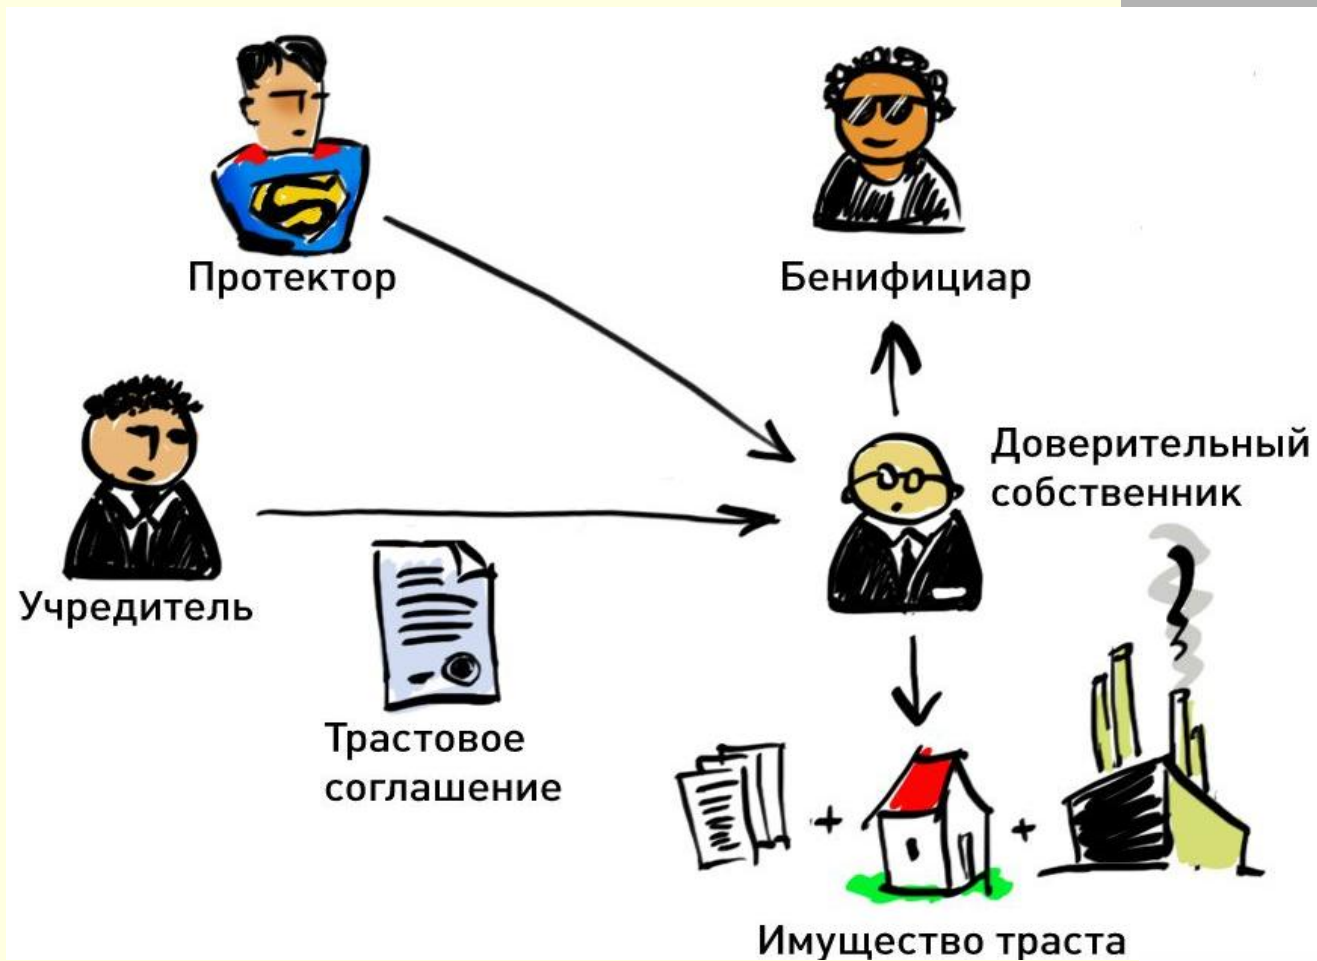 Протектор
Бенифициар
Доверительный
собственник
Учредитель
Трастовое
соглашение
Имущество траста